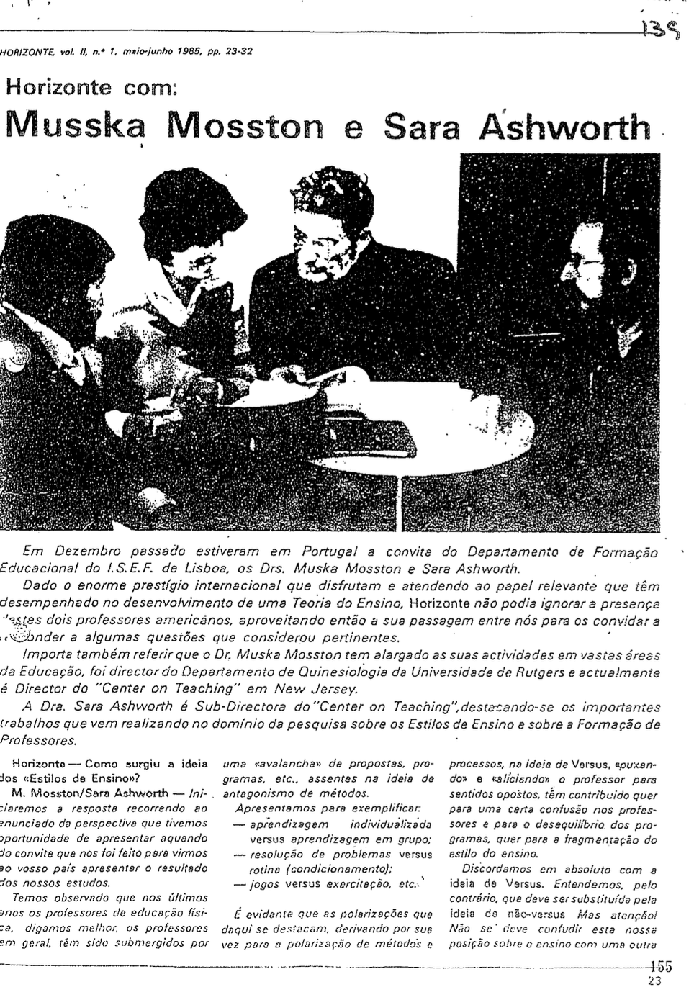 139
HORIZONTE, vol. II, n.º 1, maio-junho 1985, pp. 23-32
Horizonte com:
Musska Mosston e Sara Ashworth
Em Dezembro passado estiveram em Portugal a convite do Departamento de Formação
Educacional do I.S.E.F. de Lisboa, os Drs. Muska Mosston e Sara Ashworth.
Dado o enorme prestígio internacional que disfrutam e atendendo ao papel relevante que têm
desempenhado no desenvolvimento de uma Teoria do Ensino, Horizonte não podia ignorar a presença
destes dois professores americanos, aproveitando então a sua passagem entre nós para os convidar a
onder a algumas questões que considerou pertinentes.
Importa também referir que o Dr. Muska Mosston tem alargado as suas actividades em vastas áreas
da Educação, foi director do Departamento de Quinesiologia da Universidade de Rutgers e actualmente
é Director do "Center on Teaching" em New Jersey.
A Dra. Sara Ashworth é Sub-Directora do "Center on Teaching", destacando-se os importantes
trabalhos que vem realizando no domínio da pesquisa sobre os Estilos de Ensino e sobre a Formação de
Professores.
Horizonte — Como surgiu a ideia
dos «Estilos de Ensino»?
M. Mosston/Sara Ashworth — Ini-
ciaremos a resposta recorrendo ao
enunciado da perspectiva que tivemos
oportunidade de apresentar aquando
do convite que nos foi feito para virmos
ao vosso país apresentar o resultado
dos nossos estudos.
Temos observado que nos últimos
anos os professores de educação físi-
ca, digamos melhor, os professores
em geral, têm sido submergidos por
uma «avalancha» de propostas, pro-
gramas, etc., assentes na ideia de
antagonismo de métodos.
Apresentamos para exemplificar:
— aprendizagem individualizada
versus aprendizagem em grupo;
— resolução de problemas versus
rotina (condicionamento);
— jogos versus exercitação, etc.
É evidente que as polarizações que
daqui se destacam, derivando por sua
vez para a polarização de métodos e
processos, na ideia de Versus, «puxan-
do» e «aliciando» o professor para
sentidos opostos, têm contribuido quer
para uma certa confusão nos profes-
sores e para o desequilíbrio dos pro-
gramas, quer para a fragmentação do
estilo do ensino.
Discordamos em absoluto com a
ideia de Versus. Entendemos, pelo
contrário, que deve ser substituída pela
ideia de não-versus Mas atenção!
Não se deve confudir esta nossa
posição sobre o ensino com uma outra
155
23